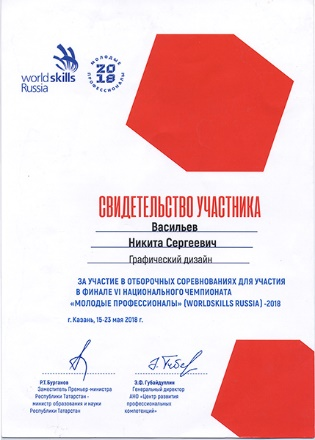 worldskills
Russia
МОЛОДЫЕ
2018
ПРОФЕССИОНАЛЫ
СВИДЕТЕЛЬСТВО УЧАСТНИКА
Васильев
Никита Сергеевич
Графический дизайн
ЗА УЧАСТИЕ В ОТБОРОЧНЫХ СОРЕВНОВАНИЯХ ДЛЯ УЧАСТИЯ
В ФИНАЛЕ VI НАЦИОНАЛЬНОГО ЧЕМПИОНАТА
«МОЛОДЫЕ ПРОФЕССИОНАЛЫ» (WORLDSKILLS RUSSIA) -2018
г. Казань, 15-23 мая 2018 г.
Р.Т. Бурганов
Заместитель Премьер-министра
Республики Татарстан -
министр образования и науки
Республики Татарстан
Э.Ф. Губайдуллин
Генеральный директор
АНО «Центр развития
профессиональных
компетенций»